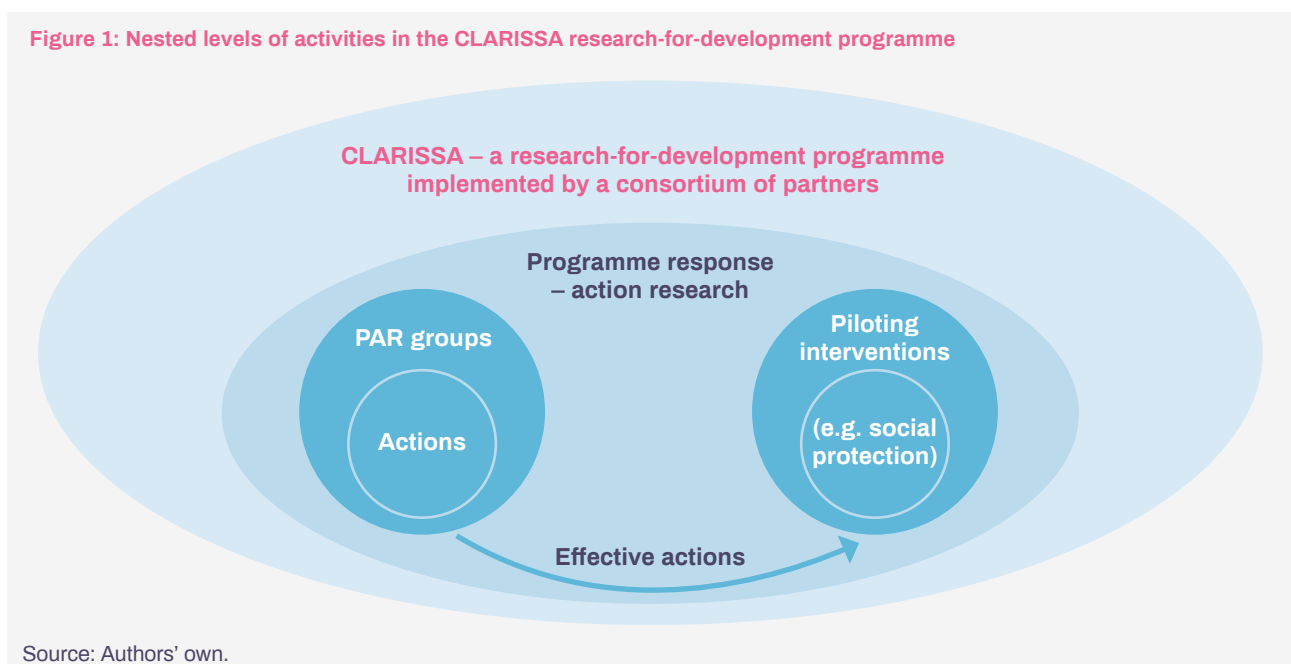 Figure 1: Nested levels of activities in the CLARISSA research-for-development programme
CLARISSA – a research-for-development programme
implemented by a consortium of partners
Programme response
– action research
PAR groups
Actions
Piloting
interventions
(e.g. social
protection)
Effective actions
Source: Authors’ own.